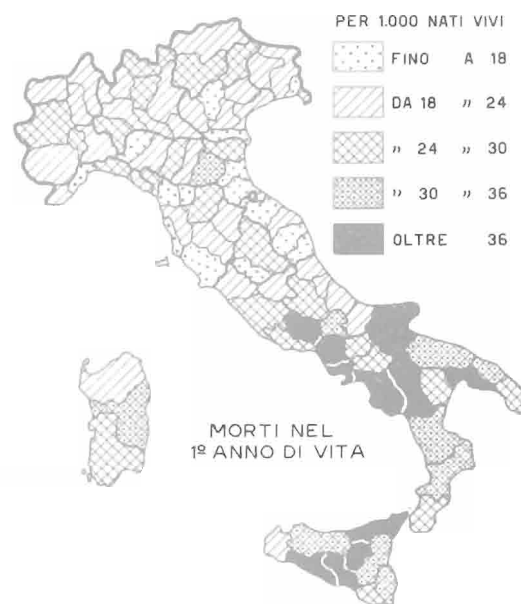 PER 1.000 NATI VIVI
FINO A 18
DA 18 " 24
" 24 " 30
" 30 " 36
OLTRE 36
MORTI NEL
1º ANNO DI VITA